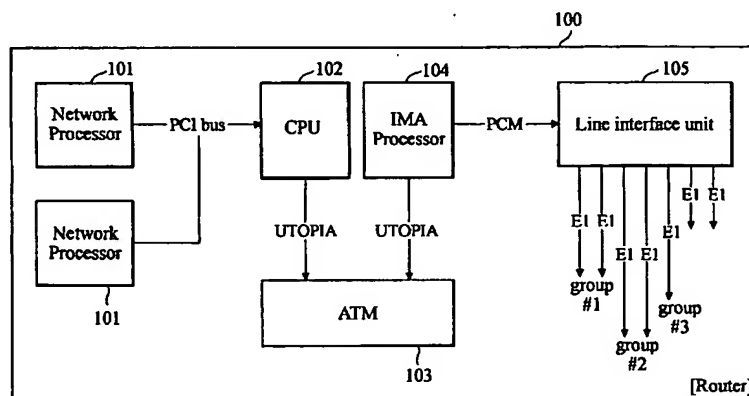 100
101
102
104
105
Network
Processor
PCI bus
CPU
IMA
Processor
PCM
Line interface unit
Network
Processor
101
UTOPIA
UTOPIA
ATM
103
E1
E1
E1
E1
E1
E1
E1
group
#1
group
#2
group
#3
[Router]